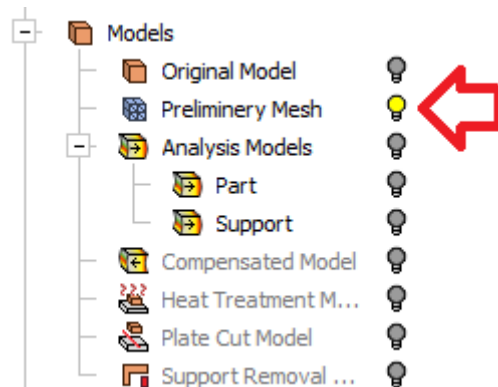 Models
Original Model
Preliminery Mesh
Analysis Models
Part
Support
Compensated Model
Heat Treatment M...
Plate Cut Model
Support Removal ...